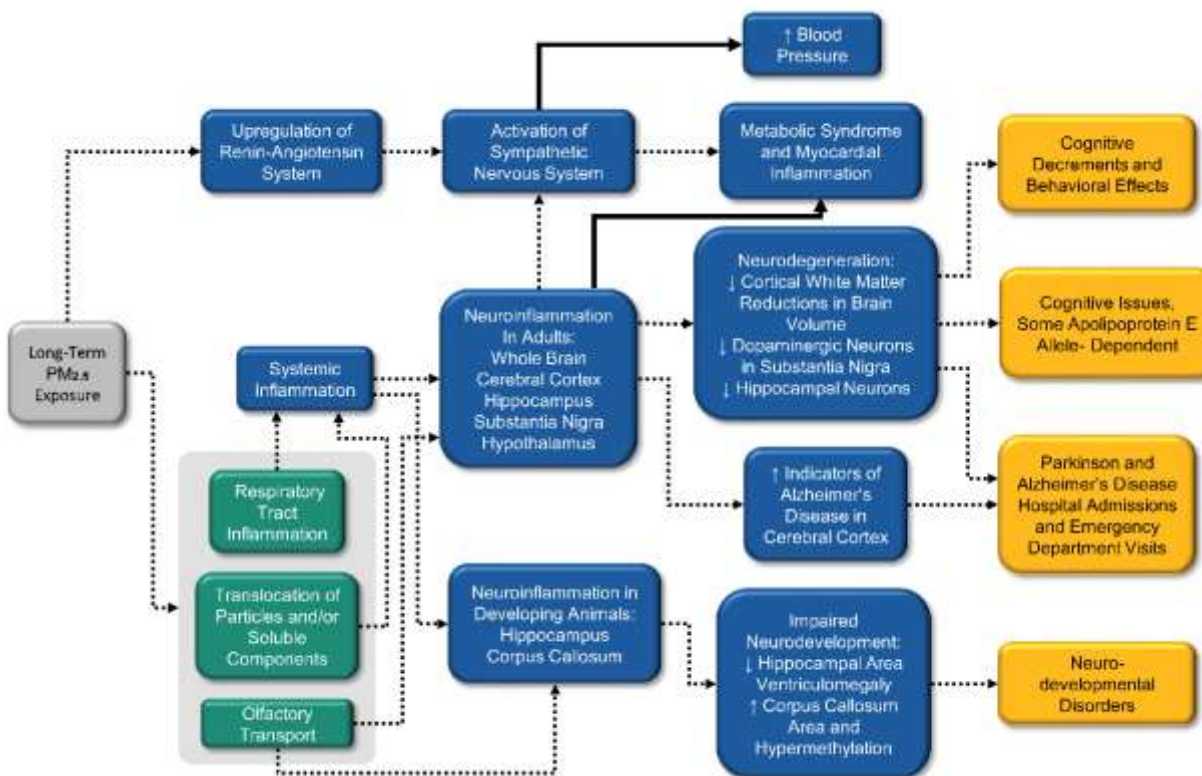 ↑ Blood
Pressure
Upregulation of
Renin-Angiotensin
System
Activation of
Sympathetic
Nervous System
Metabolic Syndrome
and Myocardial
Inflammation
Cognitive
Decrements and
Behavioral Effects
Long-Term
PM2.5
Exposure
Systemic
Inflammation
Neuroinflammation
In Adults:
Whole Brain
Cerebral Cortex
Hippocampus
Substantia Nigra
Hypothalamus
Neurodegeneration:
↓ Cortical White Matter
Reductions in Brain
Volume
↓ Dopaminergic Neurons
in Substantia Nigra
↓ Hippocampal Neurons
Cognitive Issues,
Some Apolipoprotein E
Allele- Dependent
Respiratory
Tract
Inflammation
↑ Indicators of
Alzheimer's
Disease in
Cerebral Cortex
Parkinson and
Alzheimer's Disease
Hospital Admissions
and Emergency
Department Visits
Translocation of
Particles and/or
Soluble
Components
Neuroinflammation in
Developing Animals:
Hippocampus
Corpus Callosum
Impaired
Neurodevelopment:
↓ Hippocampal Area
Ventriculomegaly
↑ Corpus Callosum
Area and
Hypermethylation
Neuro-
developmental
Disorders
Olfactory
Transport